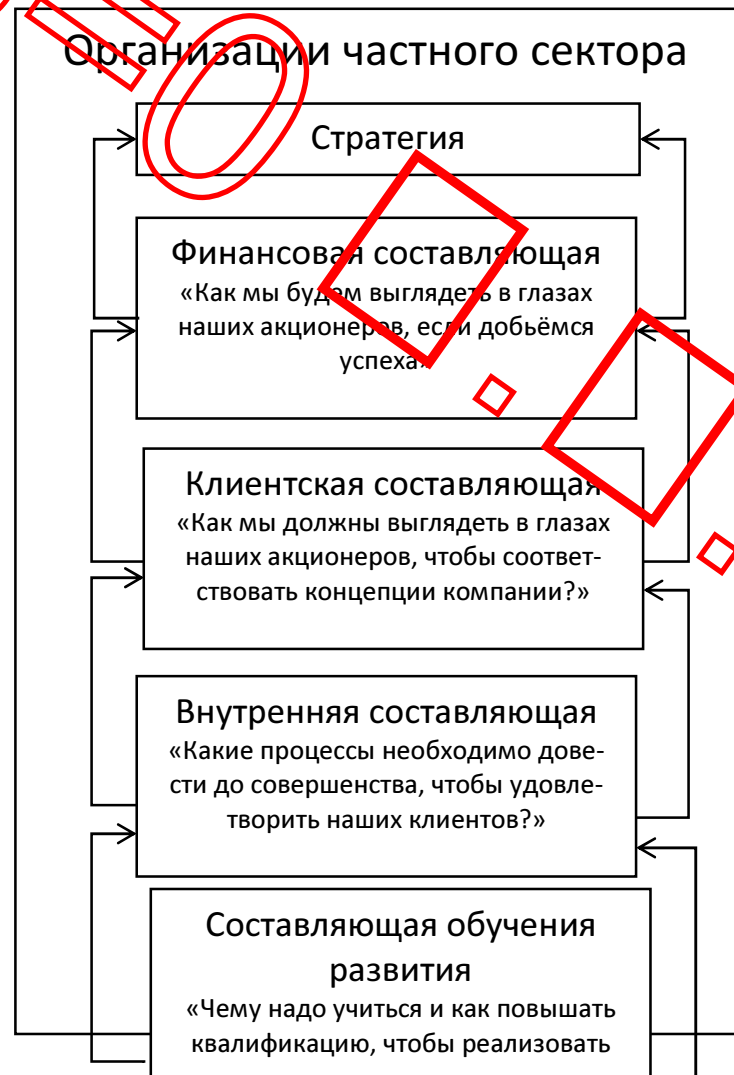 Организации частного сектора
Стратегия
Финансовая составляющая
«Как мы будем выглядеть в глазах
наших акционеров, если добьёмся
успеха»
Клиентская составляющая
«Как мы должны выглядеть в глазах
наших акционеров, чтобы соответ-
ствовать концепции компании?»
Внутренняя составляющая
«Какие процессы необходимо дове-
сти до совершенства, чтобы удовле-
творить наших клиентов?»
Составляющая обучения
развития
«Чему надо учиться и как повышать
квалификацию, чтобы реализовать